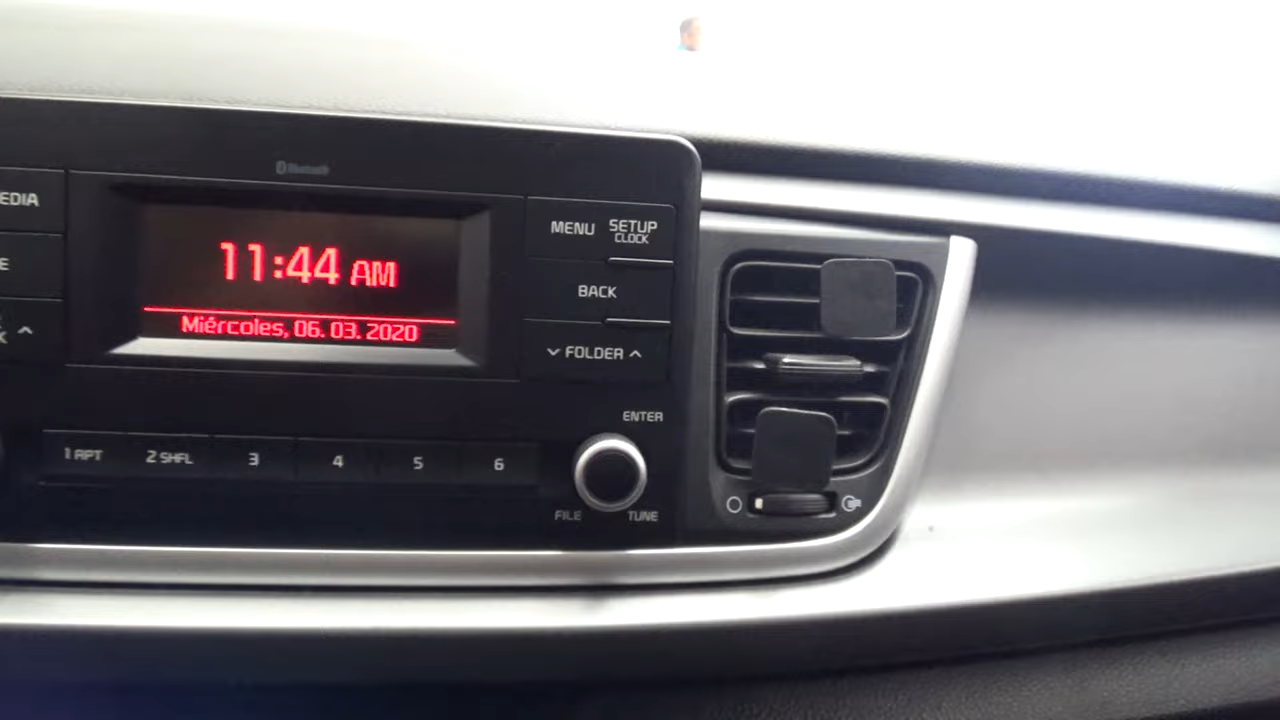 Bluetooth
EDIA
MENU SETUP
CLOCK
11:44 AM
E
BACK
Miércoles, 06. 03. 2020
K
FOLDER
ENTER
1 RPT 2 SHFL 3 4 5 6
FILE TUNE